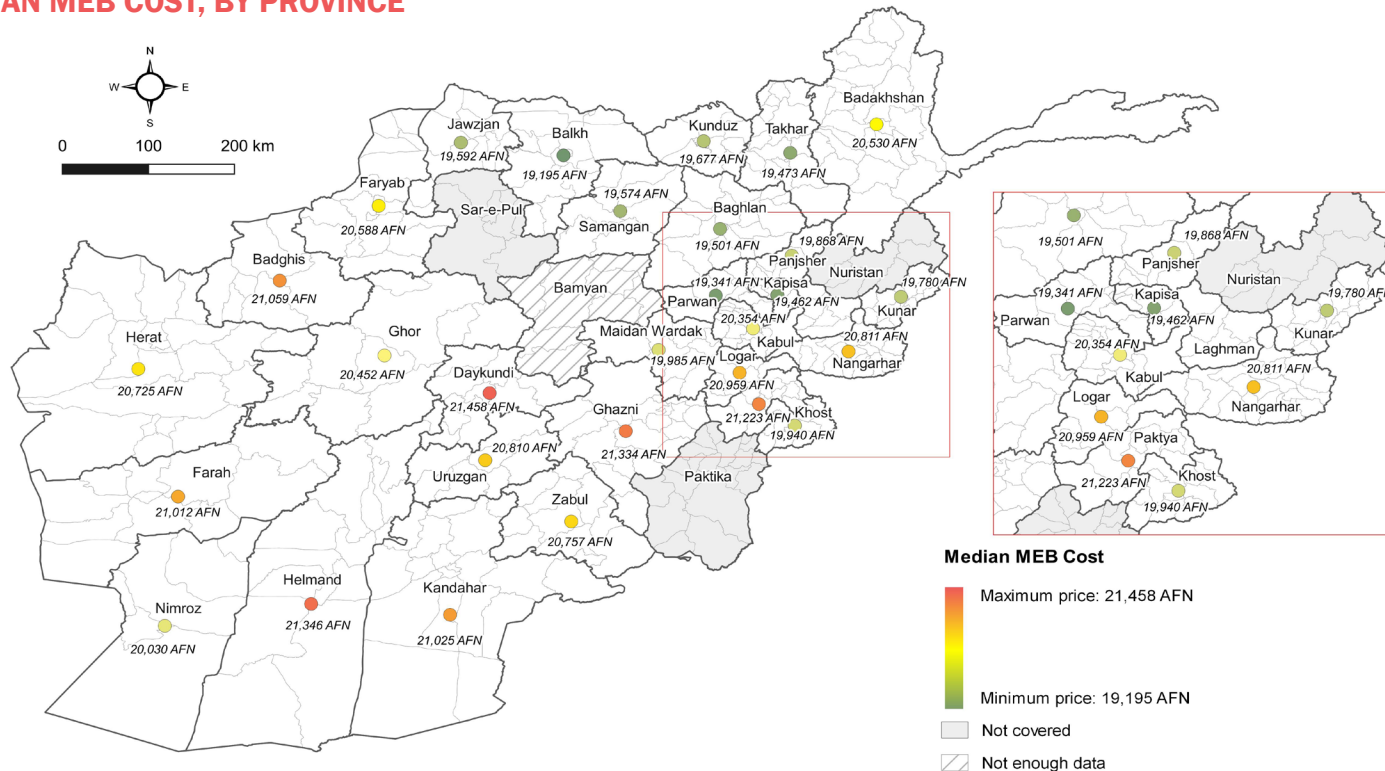 AN MEB COST, BY PROVINCE
N
W
E
S
0
100
200 km
Badakhshan
20,530 AFN
Jawzjan
19,592 AFN
Balkh
19,195 AFN
Kunduz
19,677 AFN
Takhar
19,473 AFN
Faryab
20,588 AFN
Sar-e-Pul
19,574 AFN
Samangan
Baghlan
19,501 AFN
19,868 AFN
Panjsher
Nuristan
Badghis
21,059 AFN
Bamyan
19,341 AFN
Parwan
Kapisa
19,462 AFN
19,780 AFN
Kunar
Herat
20,725 AFN
Ghor
20,452 AFN
Maidan Wardak
19,985 AFN
20,354 AFN
Kabul
20,811 AFN
Nangarhar
Logar
20,959 AFN
Daykundi
21,458 AFN
Ghazni
21,334 AFN
21,223 AFN
Khost
19,940 AFN
20,810 AFN
Uruzgan
Farah
21,012 AFN
Zabul
20,757 AFN
Paktika
Helmand
21,346 AFN
Kandahar
21,025 AFN
Nimroz
20,030 AFN
19,501 AFN
19,868 AFN
Panjsher
Nuristan
19,341 AFN
Parwan
Kapisa
19,462 AFN
19,780 AFN
Kunar
20,354 AFN
Kabul
Laghman
20,811 AFN
Nangarhar
Logar
20,959 AFN
Paktya
21,223 AFN
Khost
19,940 AFN
Median MEB Cost
Maximum price: 21,458 AFN
Minimum price: 19,195 AFN
Not covered
Not enough data